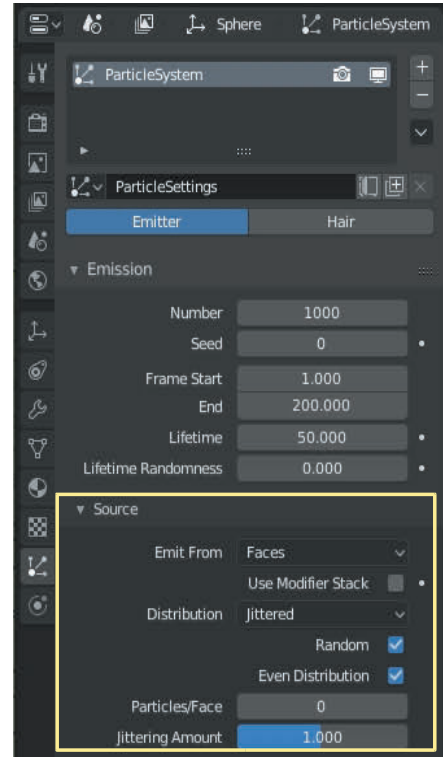 Sphere ParticleSystem
ParticleSystem
ParticleSettings
Emitter Hair
Emission
Number 1000
Seed 0
Frame Start 1.000
End 200.000
Lifetime 50.000
Lifetime Randomness 0.000
Source
Emit From Faces
Use Modifier Stack
Distribution Jittered
Random
Even Distribution
Particles/Face 0
Jittering Amount 1.000